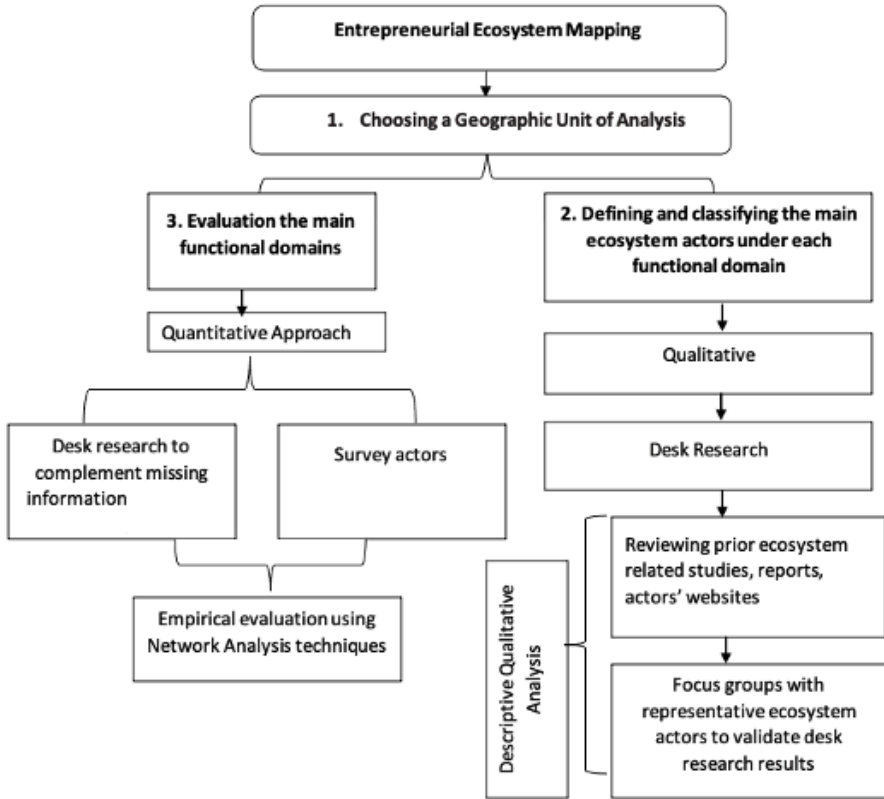 Entrepreneurial Ecosystem Mapping
1. Choosing a Geographic Unit of Analysis
3. Evaluation the main
functional domains
2. Defining and classifying the main
ecosystem actors under each
functional domain
Quantitative Approach
Qualitative
Desk research to
complement missing
information
Survey actors
Desk Research
Empirical evaluation using
Network Analysis techniques
Descriptive Qualitative
Analysis
Reviewing prior ecosystem
related studies, reports,
actors’ websites
Focus groups with
representative ecosystem
actors to validate desk
research results